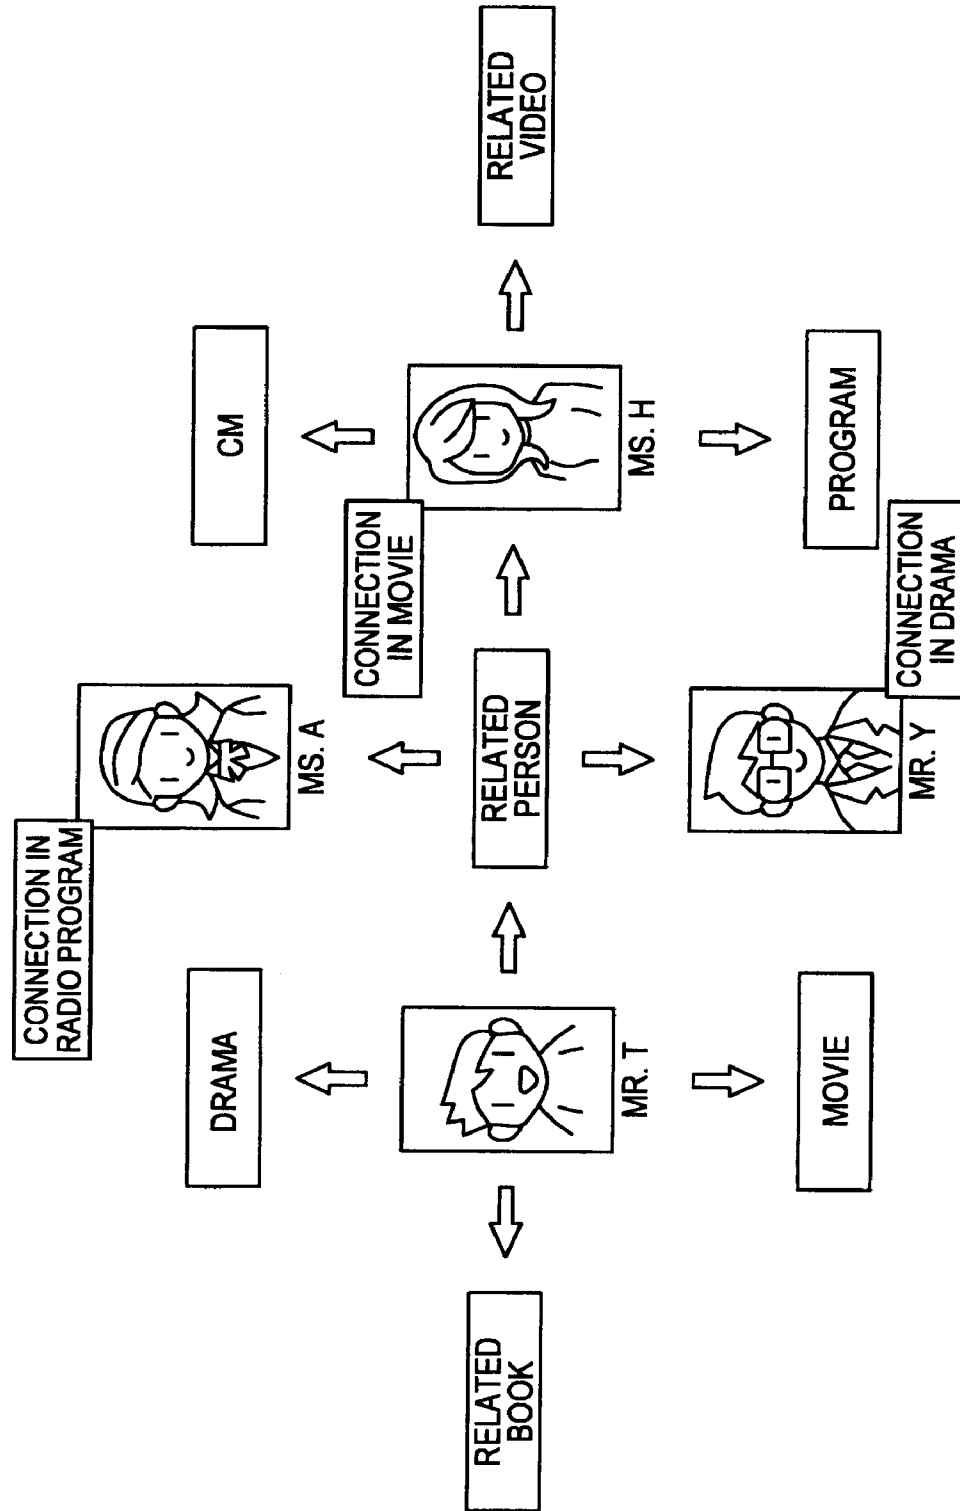 CONNECTION IN
RADIO PROGRAM
DRAMA
MS. A
CM
CONNECTION
IN MOVIE
RELATED
BOOK
MR. T
RELATED
PERSON
MS. H
RELATED
VIDEO
MOVIE
MR. Y
PROGRAM
CONNECTION
IN DRAMA